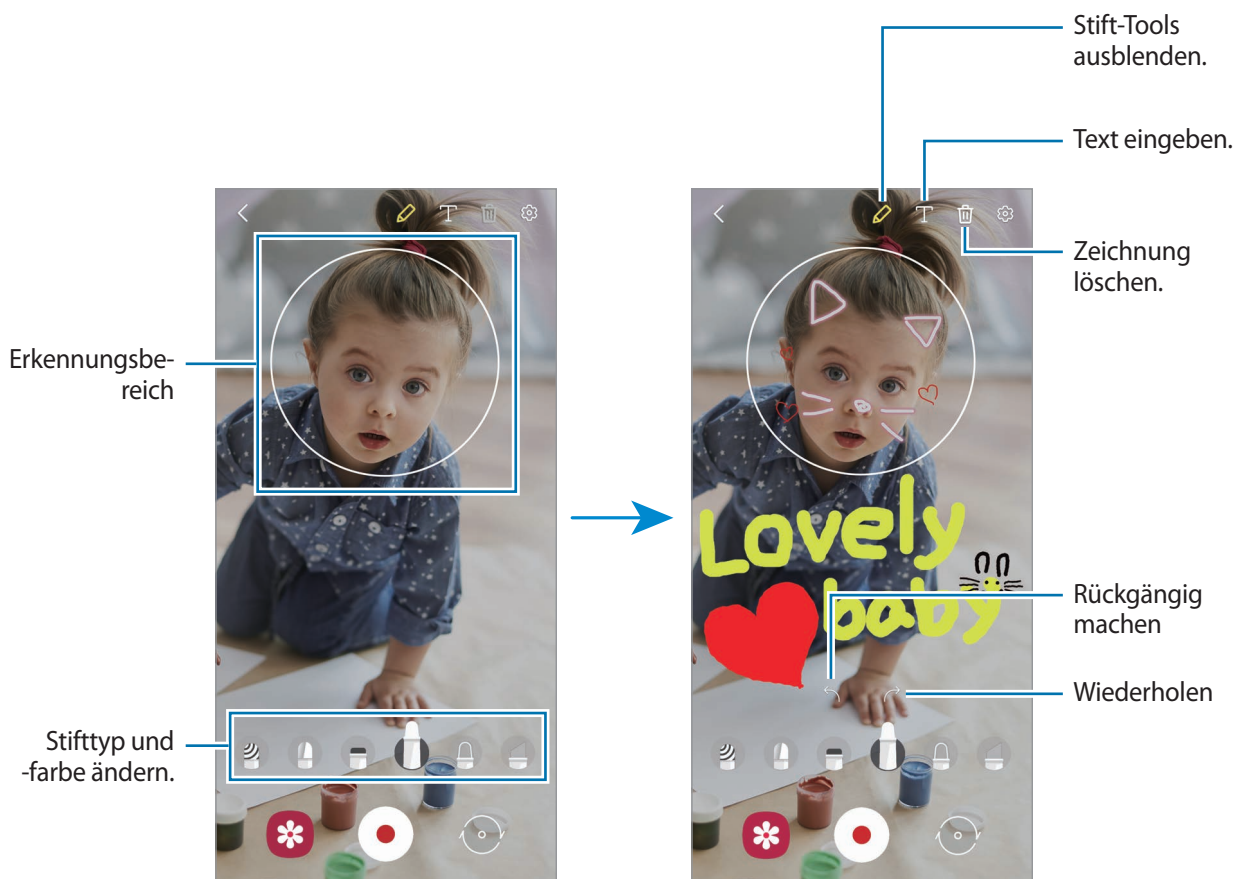 Stift-Tools
ausblenden.
Text eingeben.
Zeichnung
löschen.
Erkennungsbe-
reich
T
T
Lovely
baby
Rückgängig
machen
Wiederholen
Stifttyp und
-farbe ändern.